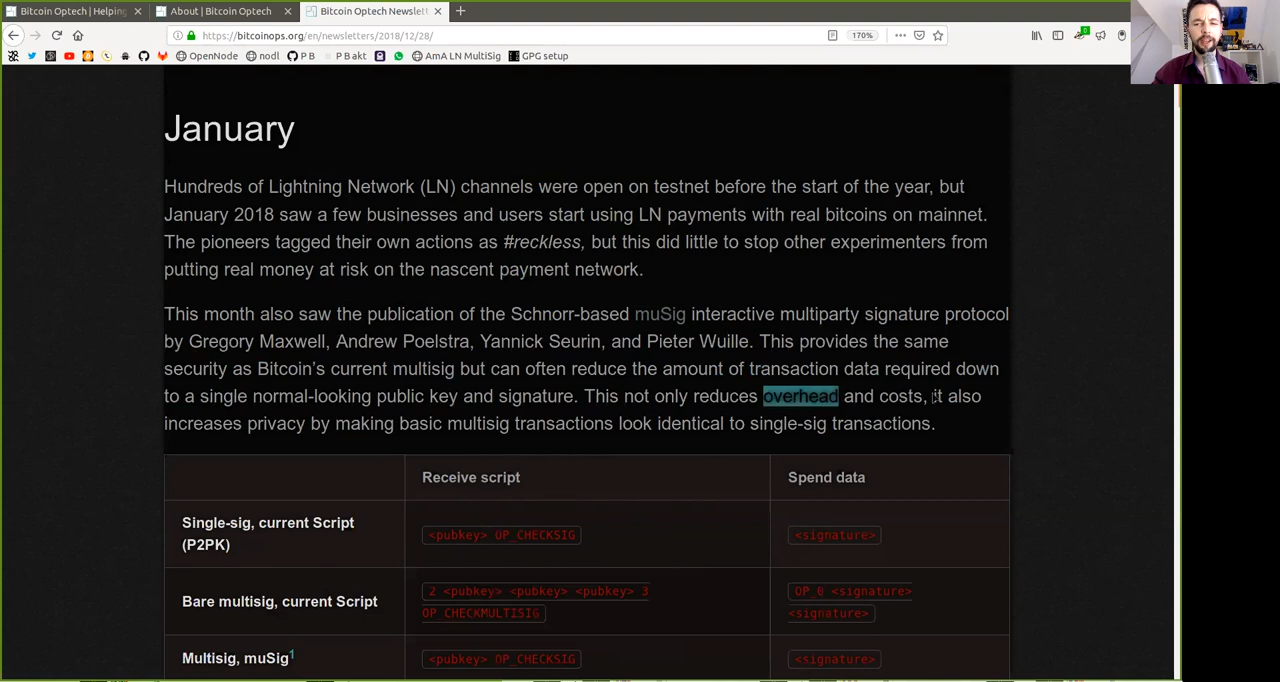 Bitcoin Optech | Helping
About | Bitcoin Optech
Bitcoin Optech Newslett
https://bitcoinops.org/en/newsletters/2018/12/28/
170%
OpenNode
nodl
P B
P B akt
AmA LN MultiSig
GPG setup
January
Hundreds of Lightning Network (LN) channels were open on testnet before the start of the year, but
January 2018 saw a few businesses and users start using LN payments with real bitcoins on mainnet.
The pioneers tagged their own actions as #reckless, but this did little to stop other experimenters from
putting real money at risk on the nascent payment network.
This month also saw the publication of the Schnorr-based muSig interactive multiparty signature protocol
by Gregory Maxwell, Andrew Poelstra, Yannick Seurin, and Pieter Wuille. This provides the same
security as Bitcoin's current multisig but can often reduce the amount of transaction data required down
to a single normal-looking public key and signature. This not only reduces overhead and costs, it also
increases privacy by making basic multisig transactions look identical to single-sig transactions.
Receive script
Spend data
Single-sig, current Script
(P2PK)
<pubkey> OP_CHECKSIG
<signature>
Bare multisig, current Script
2 <pubkey> <pubkey> <pubkey> 3
OP_CHECKMULTISIG
OP_0 <signature>
<signature>
Multisig, muSig1
<pubkey> OP_CHECKSIG
<signature>